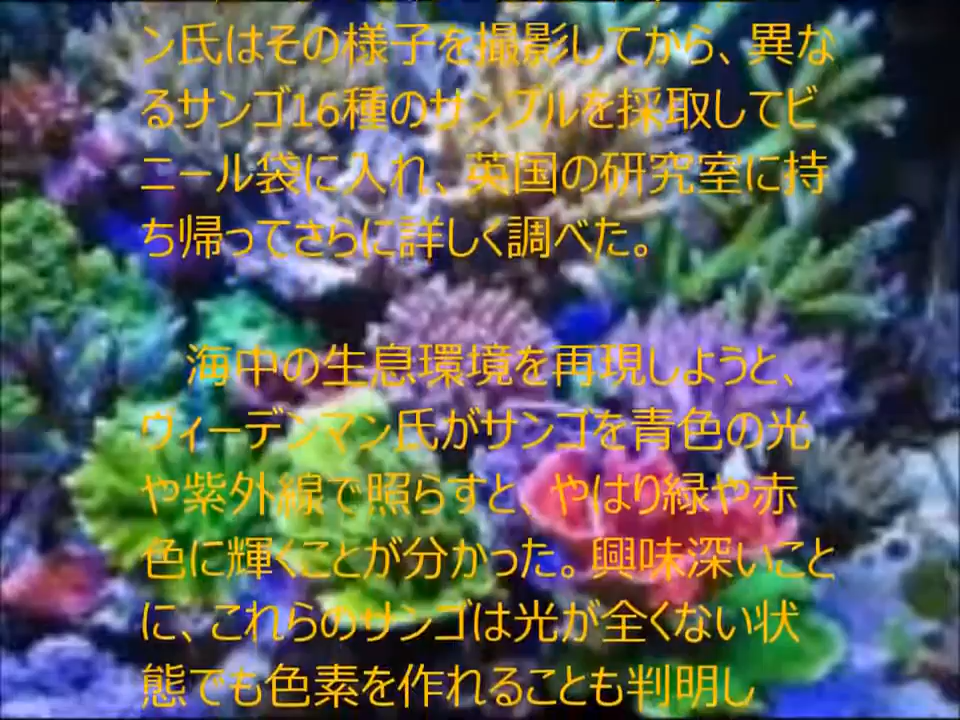 ン氏はその様子を撮影してから、異な
るサンゴ16種のサンプルを採取してビ
ニール袋に入れ、英国の研究室に持
ち帰ってさらに詳しく調べた。
海中の生息環境を再現しようと、
ヴィーデンマン氏がサンゴを青色の光
や紫外線で照らすと、やはり緑や赤
色に輝くことが分かった。興味深いこと
に、これらのサンゴは光が全くない状
態でも色素を作れることも判明し